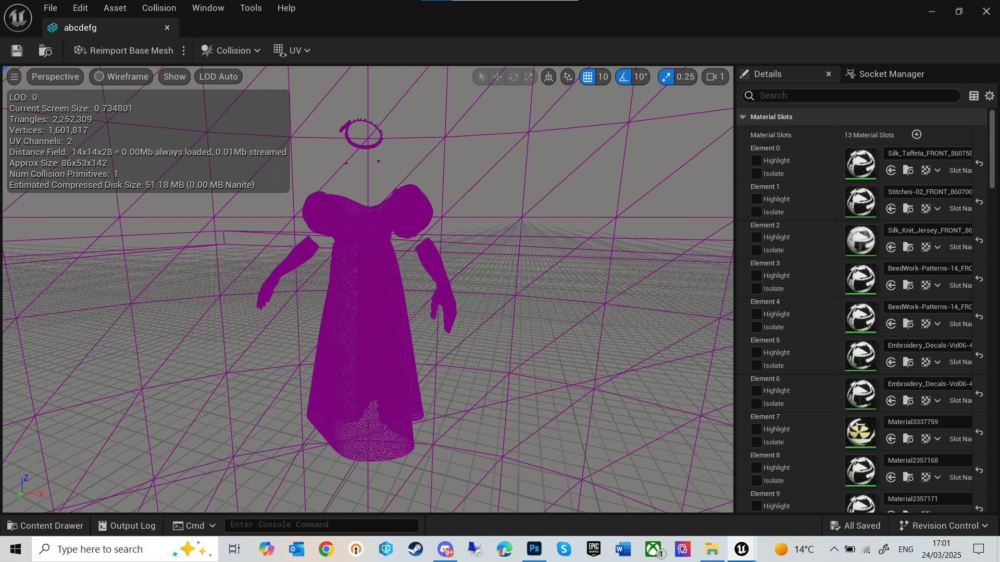 File Edit Asset Collision Window Tools Help
abcdefg
Reimport Base Mesh Collision UV
Perspective Wireframe Show LOD Auto 10 10° 0.25 1
LOD: 0
Current Screen Size: 0.734801
Triangles: 2,252,309
Vertices: 1,601,817
UV Channels: 2
Distance Field: 14x14x28 = 0.00Mb always loaded, 0.01Mb streamed
Approx Size: 86x53x142
Num Collision Primitives: 1
Estimated Compressed Disk Size: 51.18 MB (0.00 MB Nanite)
Z
X
Y
Details Socket Manager
Search
Material Slots
Material Slots 13 Material Slots
Element 0 Silk_Taffeta_FRONT_860758
Highlight
Isolate Slot Nar
Element 1 Stitches-02_FRONT_860700
Highlight
Isolate Slot Nar
Element 2 Silk_Knit_Jersey_FRONT_86
Highlight
Isolate Slot Nar
Element 3 BeedWork-Patterns-14_FRO
Highlight
Isolate Slot Nar
Element 4 BeedWork-Patterns-14_FRO
Highlight
Isolate Slot Nar
Element 5 Embroidery_Decals-Vol06-4
Highlight
Isolate Slot Nar
Element 6 Embroidery_Decals-Vol06-4
Highlight
Isolate Slot Nar
Element 7 Material3337759
Highlight
Isolate Slot Nar
Element 8 Material2357168
Highlight
Isolate Slot Nar
Element 9 Material2357171
Highlight
Content Drawer Output Log Cmd Enter Console Command All Saved Revision Control
Type here to search 9+ Ps S EPIC GAMES W 1 14°C ENG 17:01
24/03/2025